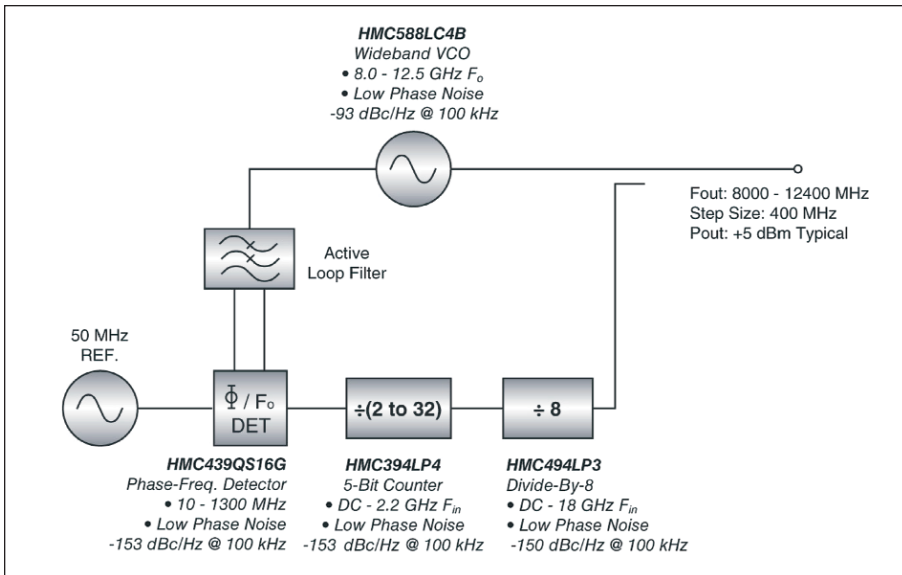 HMC588LC4B
Wideband VCO
• 8.0 - 12.5 GHz Fo
• Low Phase Noise
-93 dBc/Hz @ 100 kHz
Fout: 8000 - 12400 MHz
Step Size: 400 MHz
Pout: +5 dBm Typical
Active
Loop Filter
50 MHz
REF.
Φ / Fo
DET
÷(2 to 32)
÷ 8
HMC439QS16G
Phase-Freq. Detector
• 10 - 1300 MHz
• Low Phase Noise
-153 dBc/Hz @ 100 kHz
HMC394LP4
5-Bit Counter
• DC - 2.2 GHz Fin
• Low Phase Noise
-153 dBc/Hz @ 100 kHz
HMC494LP3
Divide-By-8
• DC - 18 GHz Fin
• Low Phase Noise
-150 dBc/Hz @ 100 kHz